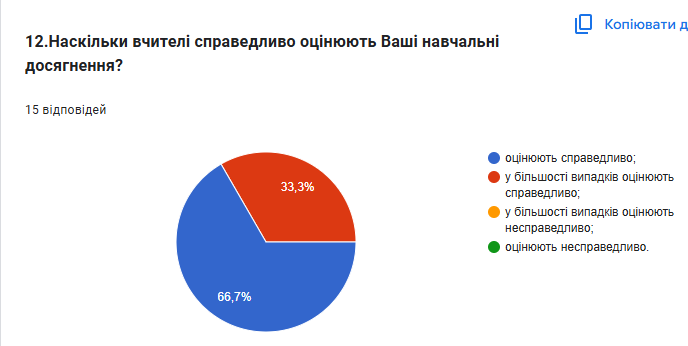 Копіювати д
12.Наскільки вчителі справедливо оцінюють Ваші навчальні
досягнення?
15 відповідей
33,3%
66,7%
оцінюють справедливо;
у більшості випадків оцінюють
справедливо;
у більшості випадків оцінюють
несправедливо;
оцінюють несправедливо.